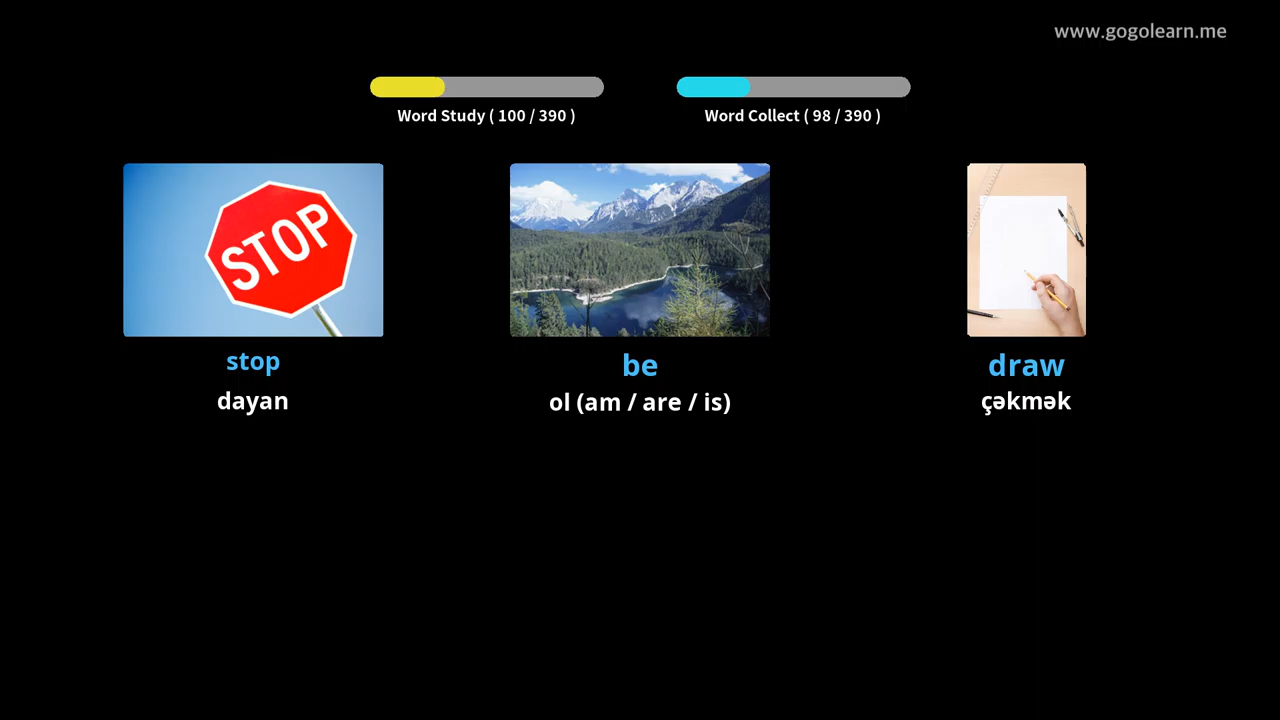 www.gogolearn.me
Word Study ( 100 / 390 )
Word Collect ( 98 / 390 )
STOP
stop
dayan
be
ol (am / are / is)
draw
çəkmək